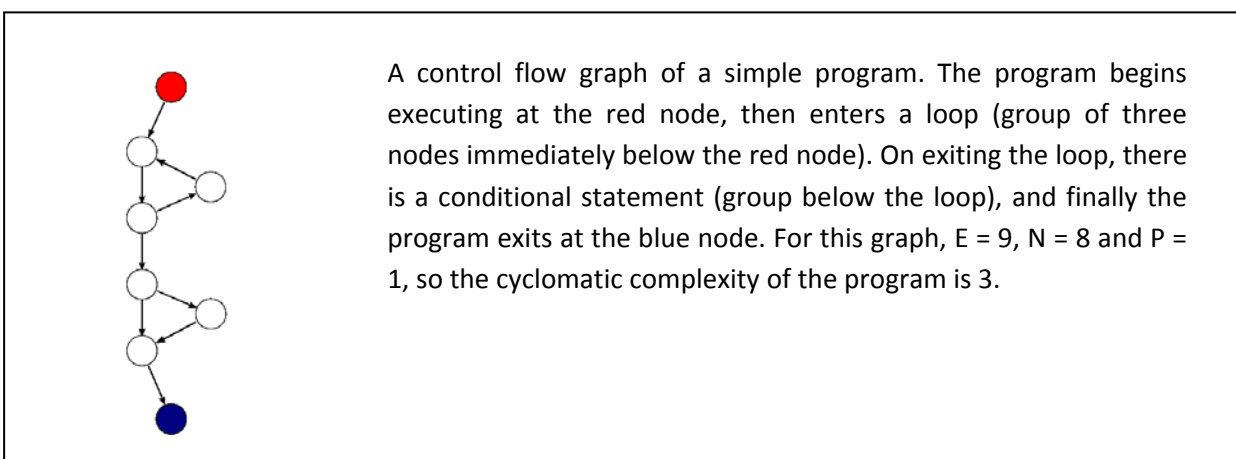 A control flow graph of a simple program. The program begins
executing at the red node, then enters a loop (group of three
nodes immediately below the red node). On exiting the loop, there
is a conditional statement (group below the loop), and finally the
program exits at the blue node. For this graph, E = 9, N = 8 and P =
1, so the cyclomatic complexity of the program is 3.